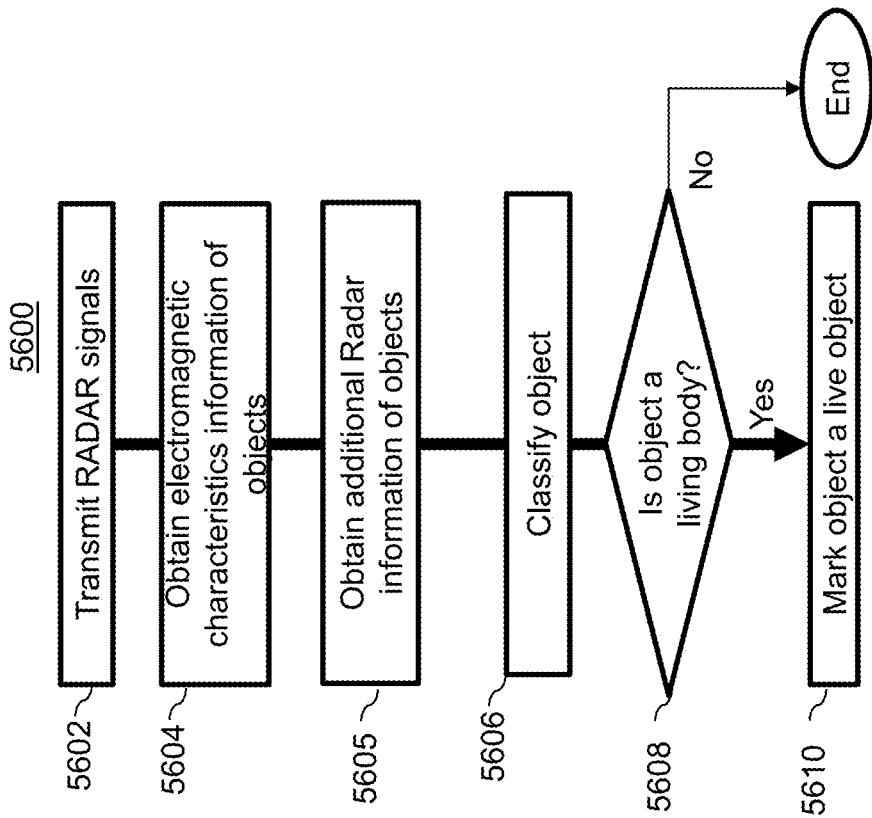 5600
5602
Transmit RADAR signals
5604
Obtain electromagnetic
characteristics information of
objects
5605
Obtain additional Radar
information of objects
5606
Classify object
5608
Is object a
living body?
No
Yes
End
5610
Mark object a live object